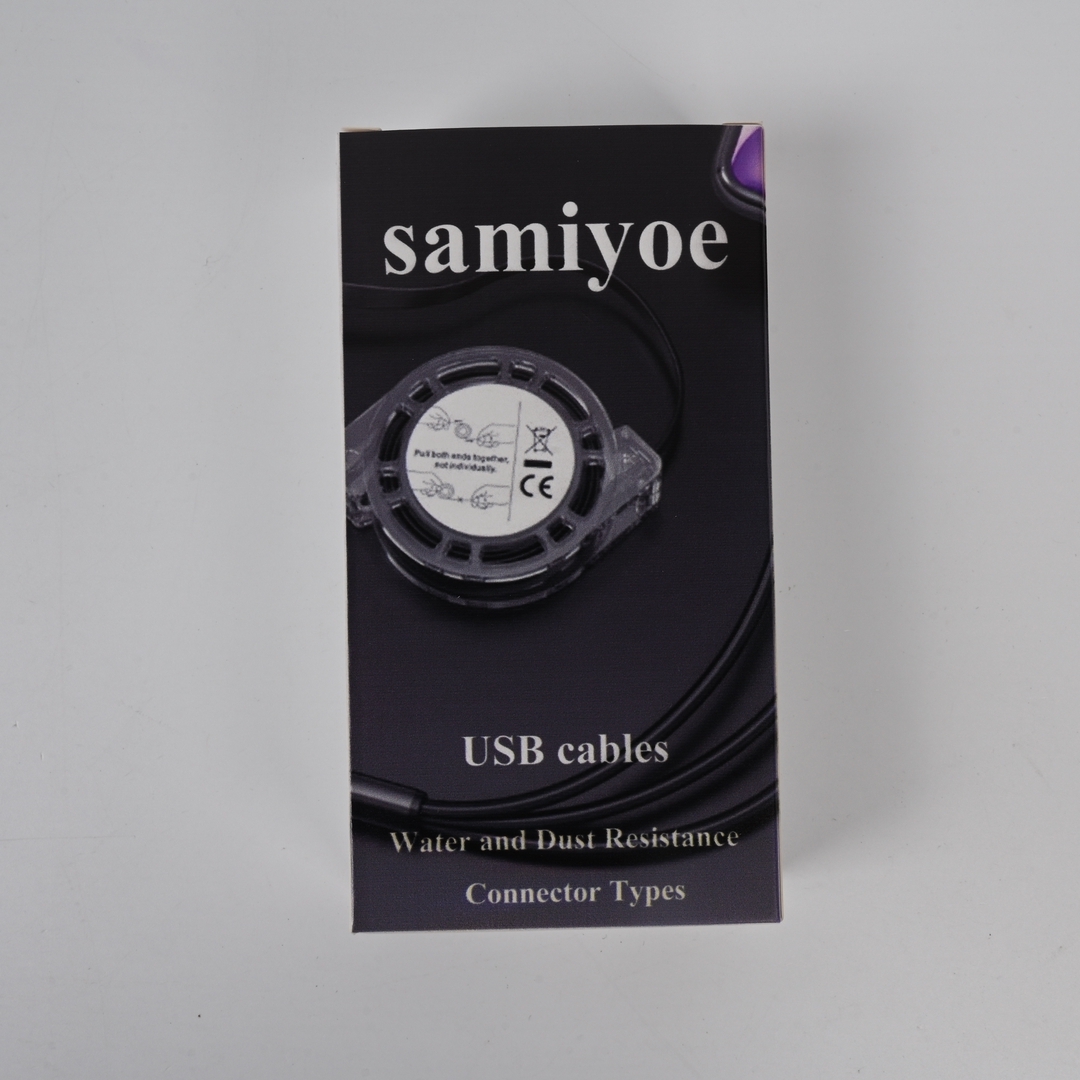 samiyoe
Pull both ends together,
not individually.
CE
USB cables
Water and Dust Resistance
Connector Types